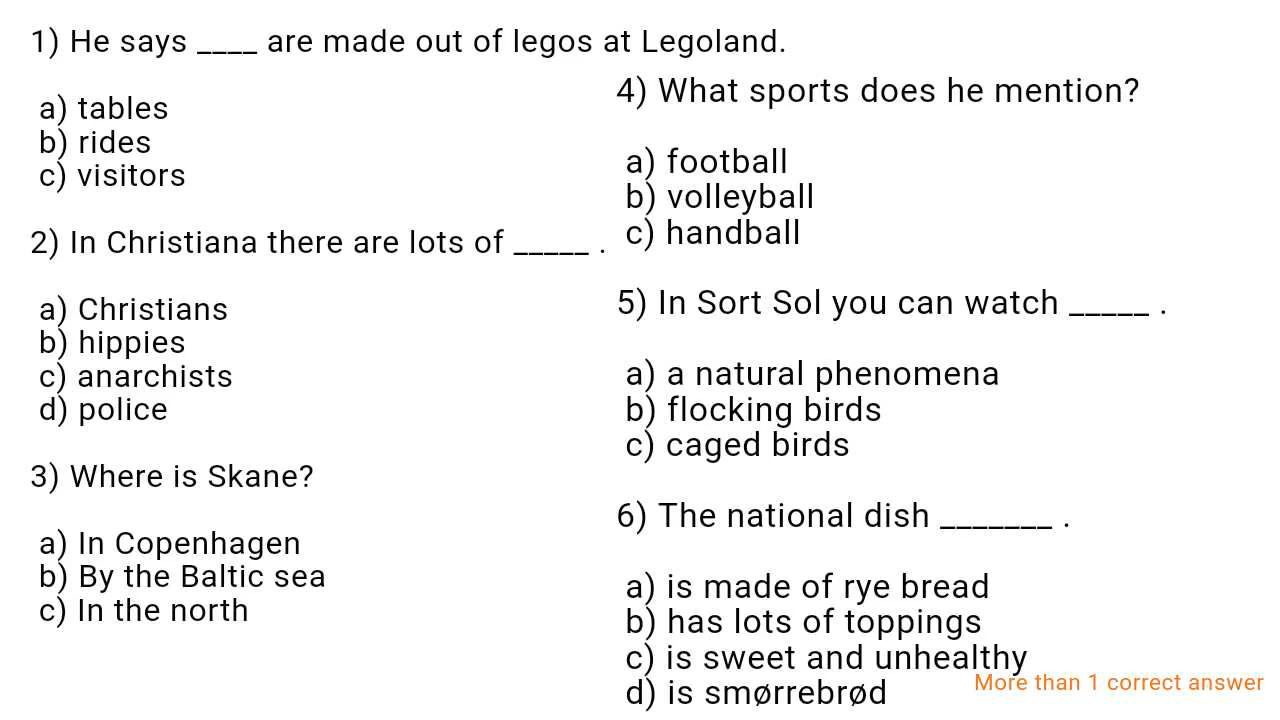 1) He says ____ are made out of legos at Legoland.
a) tables
b) rides
c) visitors
2) In Christiana there are lots of _____ .
a) Christians
b) hippies
c) anarchists
d) police
3) Where is Skane?
a) In Copenhagen
b) By the Baltic sea
c) In the north
4) What sports does he mention?
a) football
b) volleyball
c) handball
5) In Sort Sol you can watch _____ .
a) a natural phenomena
b) flocking birds
c) caged birds
6) The national dish _______ .
a) is made of rye bread
b) has lots of toppings
c) is sweet and unhealthy
d) is smørrebrød
More than 1 correct answer